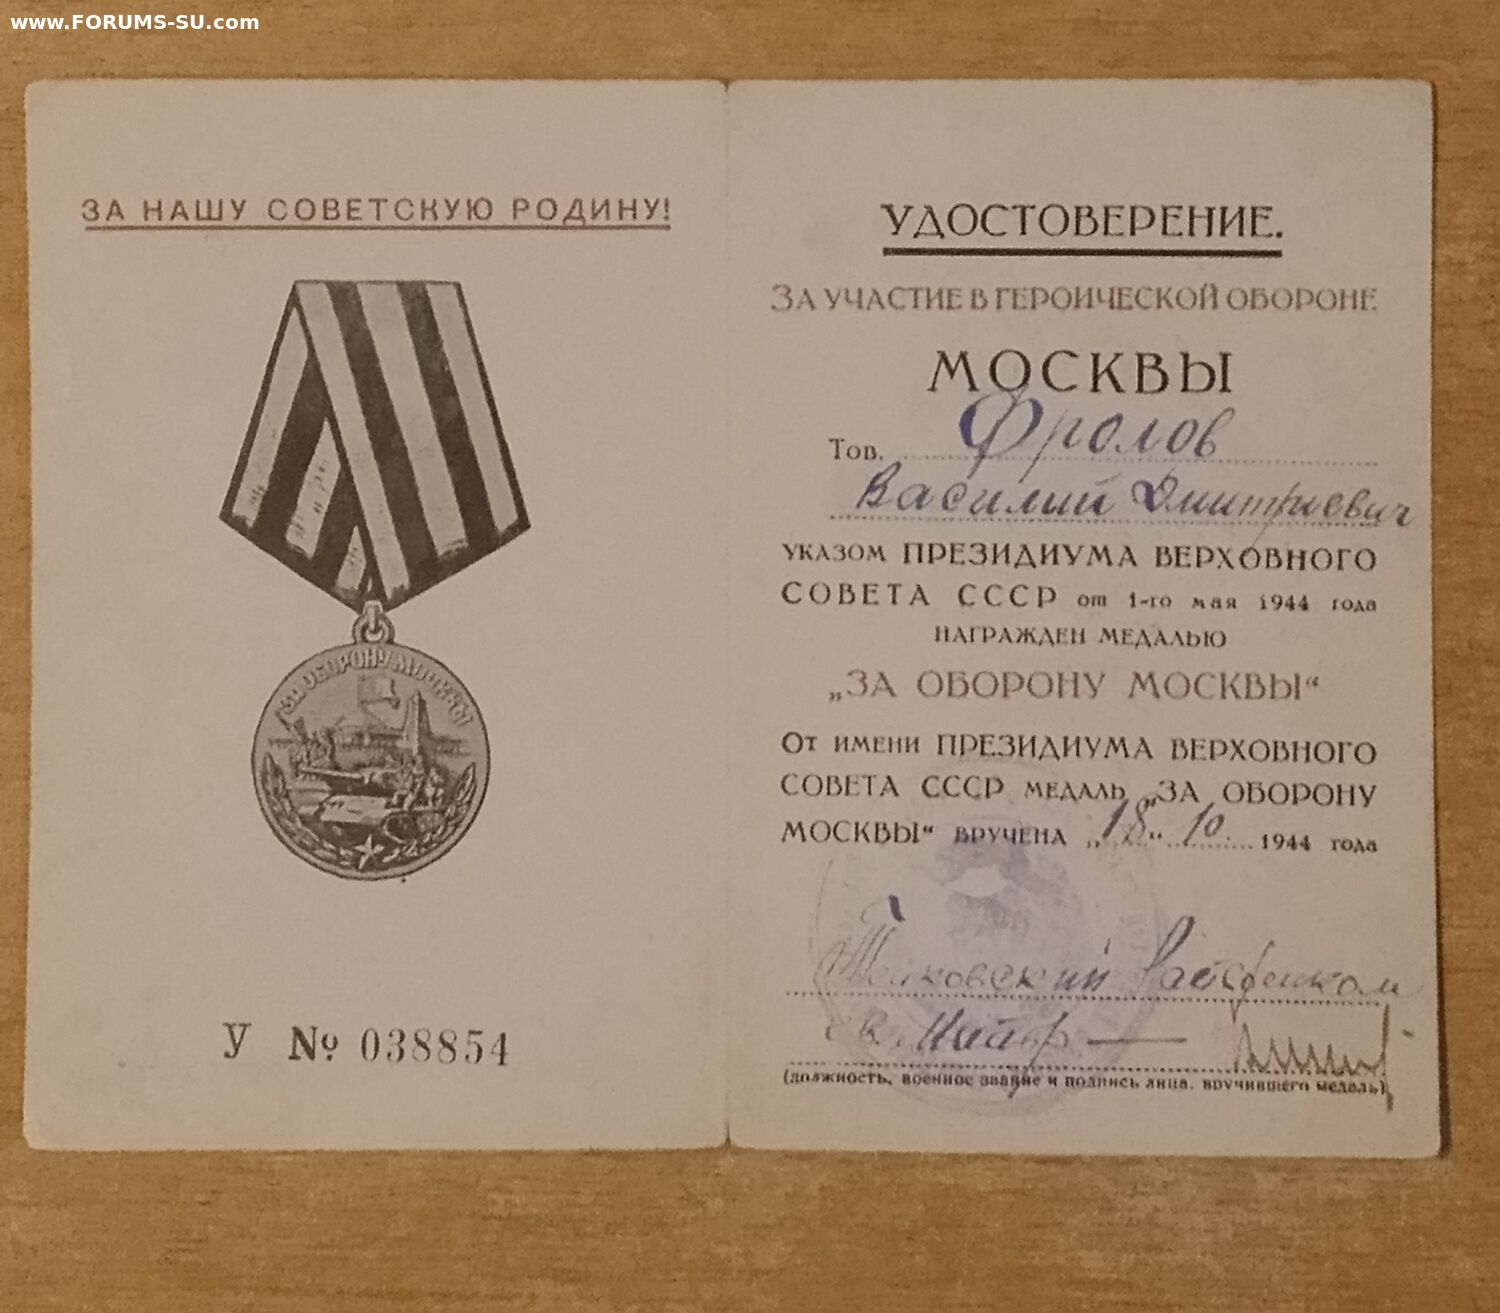 www.FORUMS-SU.com
ЗА НАШУ СОВЕТСКУЮ РОДИНУ!
ЗА ОБОРОНУ МОСКВЫ
У № 038854
УДОСТОВЕРЕНИЕ.
ЗА УЧАСТИЕ В ГЕРОИЧЕСКОЙ ОБОРОНЕ
МОСКВЫ
Тов. Фролов
Василий Дмитриевич
УКАЗОМ ПРЕЗИДИУМА ВЕРХОВНОГО
СОВЕТА СССР от 1-го мая 1944 года
НАГРАЖДЕН МЕДАЛЬЮ
„ЗА ОБОРОНУ МОСКВЫ“
От имени ПРЕЗИДИУМА ВЕРХОВНОГО
СОВЕТА СССР МЕДАЛЬ „ЗА ОБОРОНУ
МОСКВЫ“ ВРУЧЕНА „18“ 10 1944 года
Тейковский Райвоенком
Майор
(должность, военное звание и подпись лица, вручившего медаль)